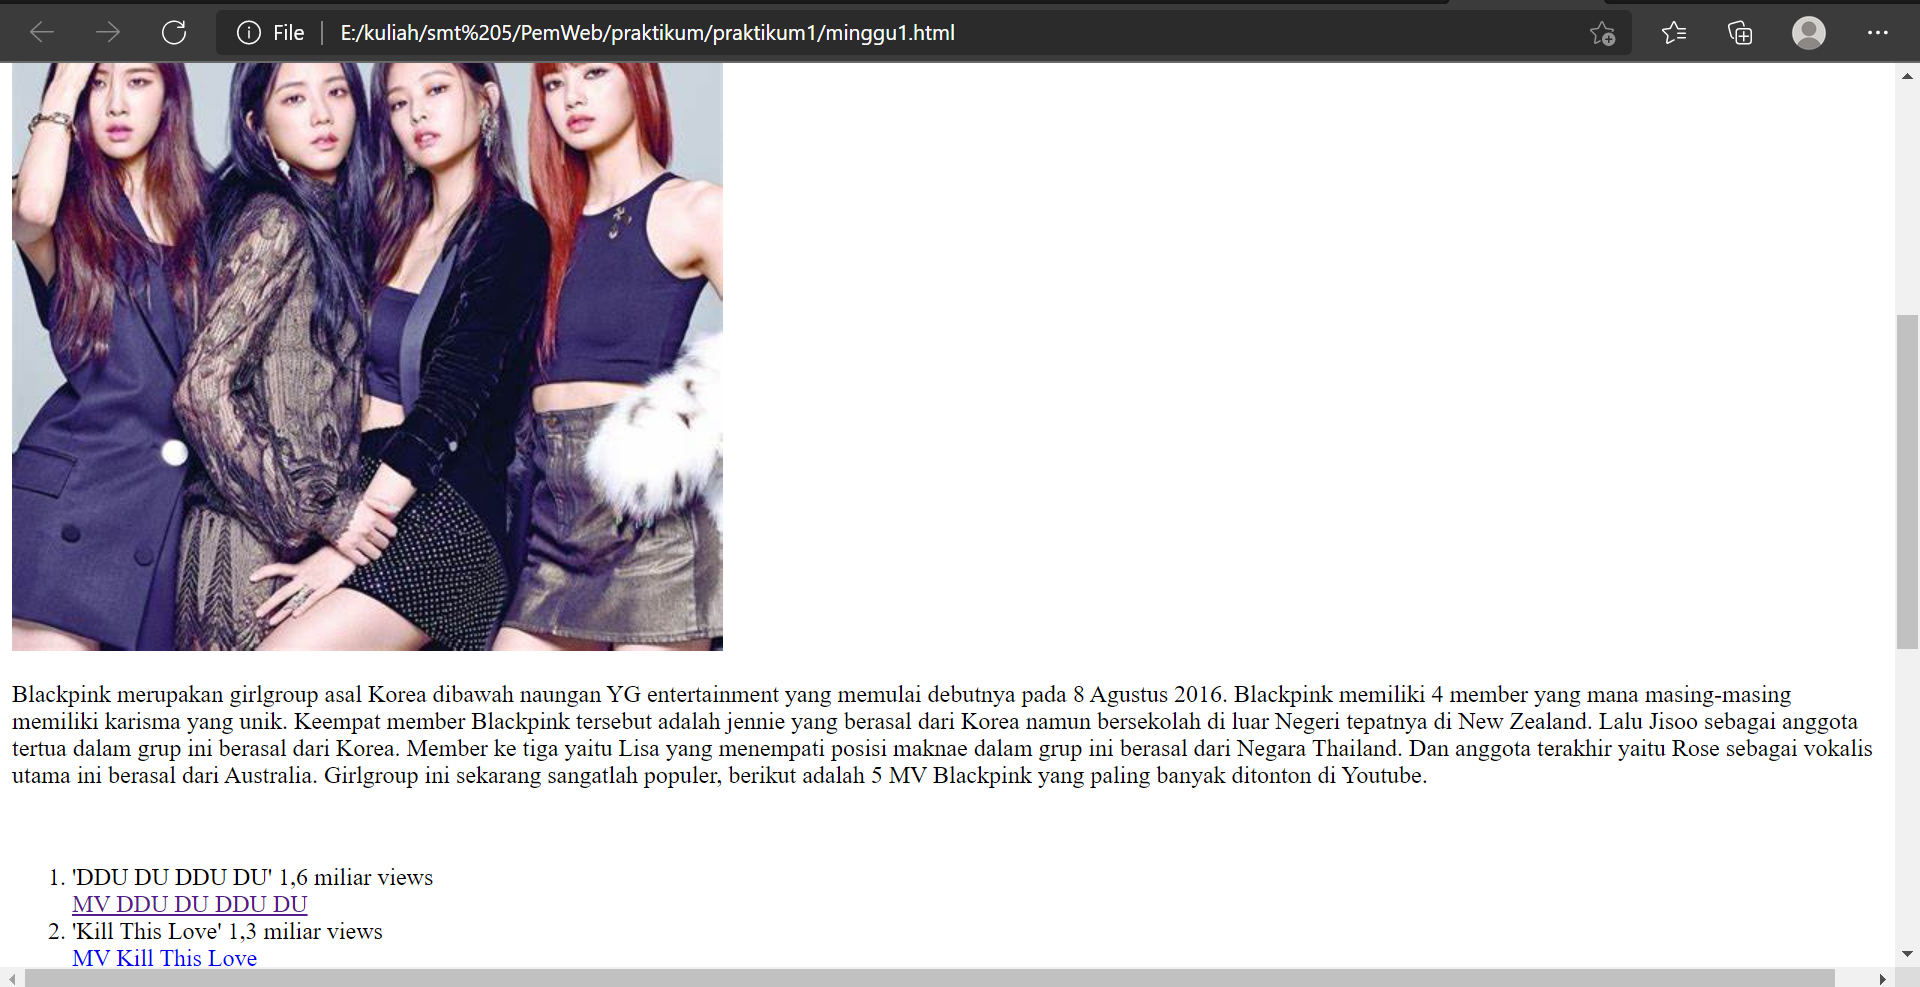 File | E:/kuliah/smt%205/PemWeb/praktikum/praktikum1/minggu1.html
Blackpink merupakan girlgroup asal Korea dibawah naungan YG entertainment yang memulai debutnya pada 8 Agustus 2016. Blackpink memiliki 4 member yang mana masing-masing
memiliki karisma yang unik. Keempat member Blackpink tersebut adalah jennie yang berasal dari Korea namun bersekolah di luar Negeri tepatnya di New Zealand. Lalu Jisoo sebagai anggota
tertua dalam grup ini berasal dari Korea. Member ke tiga yaitu Lisa yang menempati posisi maknae dalam grup ini berasal dari Negara Thailand. Dan anggota terakhir yaitu Rose sebagai vokalis
utama ini berasal dari Australia. Girlgroup ini sekarang sangatlah populer, berikut adalah 5 MV Blackpink yang paling banyak ditonton di Youtube.
1. 'DDU DU DDU DU' 1,6 miliar views
MV DDU DU DDU DU
2. 'Kill This Love' 1,3 miliar views
MV Kill This Love